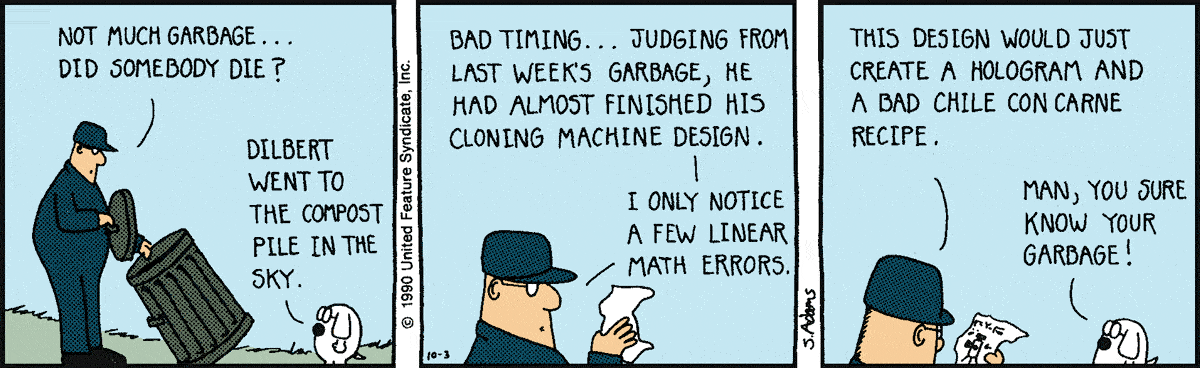 NOT MUCH GARBAGE...
DID SOMEBODY DIE?
DILBERT
WENT TO
THE COMPOST
PILE IN THE
SKY.
© 1990 United Feature Syndicate, Inc.
BAD TIMING... JUDGING FROM
LAST WEEK'S GARBAGE, HE
HAD ALMOST FINISHED HIS
CLONING MACHINE DESIGN.
I ONLY NOTICE
A FEW LINEAR
MATH ERRORS.
10-3
S. Adams
THIS DESIGN WOULD JUST
CREATE A HOLOGRAM AND
A BAD CHILE CON CARNE
RECIPE.
MAN, YOU SURE
KNOW YOUR
GARBAGE!